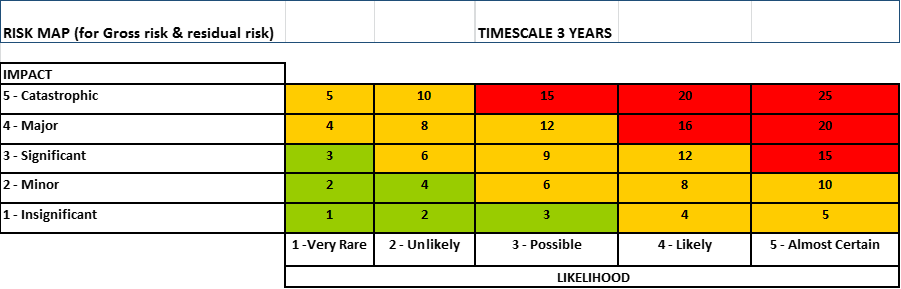 RISK MAP (for Gross risk & residual risk) TIMESCALE 3 YEARS
IMPACT
5 - Catastrophic 5 10 15 20 25
4 - Major 4 8 12 16 20
3 - Significant 3 6 9 12 15
2 - Minor 2 4 6 8 10
1 - Insignificant 1 2 3 4 5
1 -Very Rare 2 - Unlikely 3 - Possible 4 - Likely 5 - Almost Certain
LIKELIHOOD